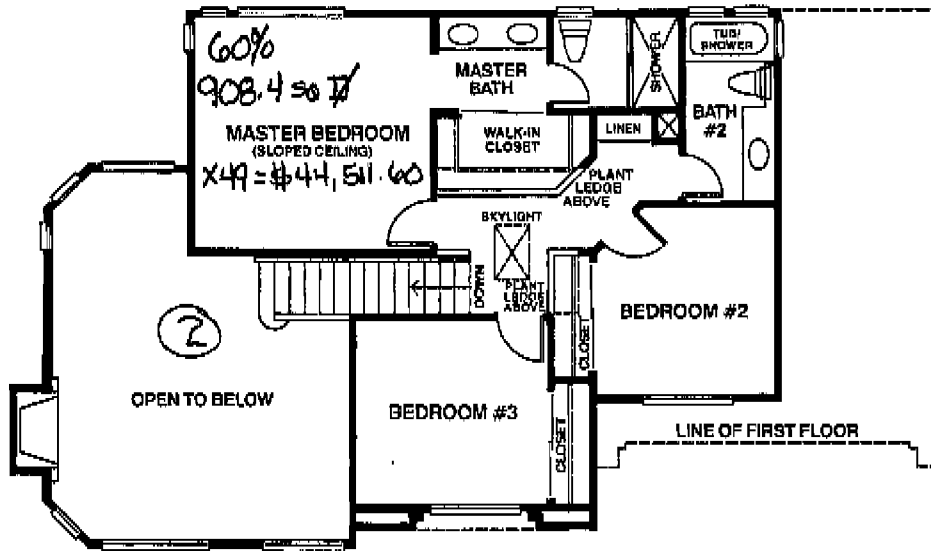 60%
908.4 SQ FT
MASTER BEDROOM
(SLOPED CEILING)
X49 = $44,511.60
MASTER
BATH
WALK-IN
CLOSET
SHOWER
TUB/
SHOWER
BATH
#2
LINEN
PLANT
LEDGE
ABOVE
SKYLIGHT
DOWN
PLANT
LEDGE
ABOVE
BEDROOM #2
CLOSET
2
OPEN TO BELOW
BEDROOM #3
CLOSET
LINE OF FIRST FLOOR